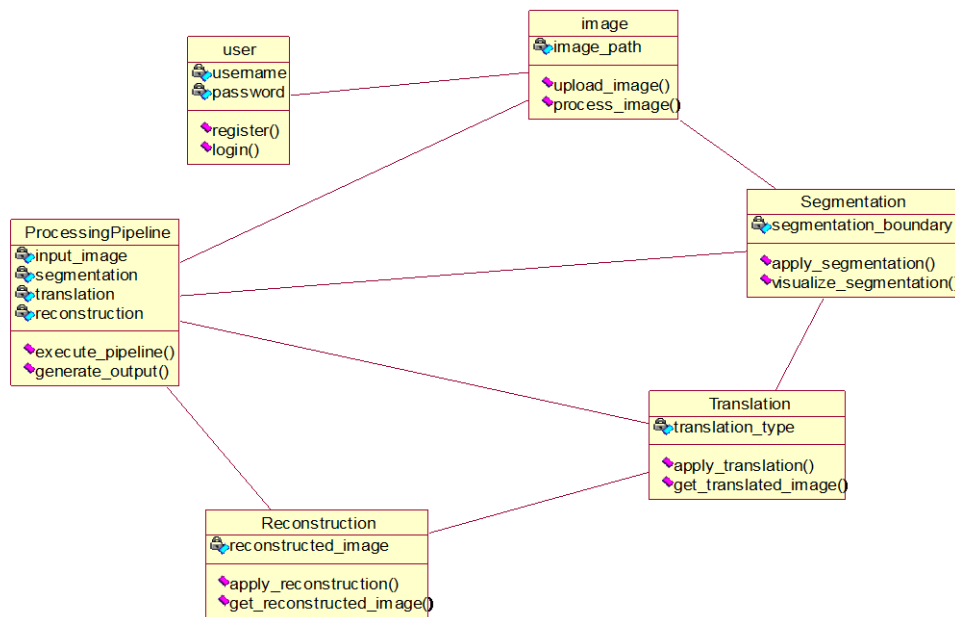 image
image_path
upload_image()
process_image()
user
username
password
register()
login()
Segmentation
segmentation_boundary
apply_segmentation()
visualize_segmentation()
ProcessingPipeline
input_image
segmentation
translation
reconstruction
execute_pipeline()
generate_output()
Translation
translation_type
apply_translation()
get_translated_image()
Reconstruction
reconstructed_image
apply_reconstruction()
get_reconstructed_image()